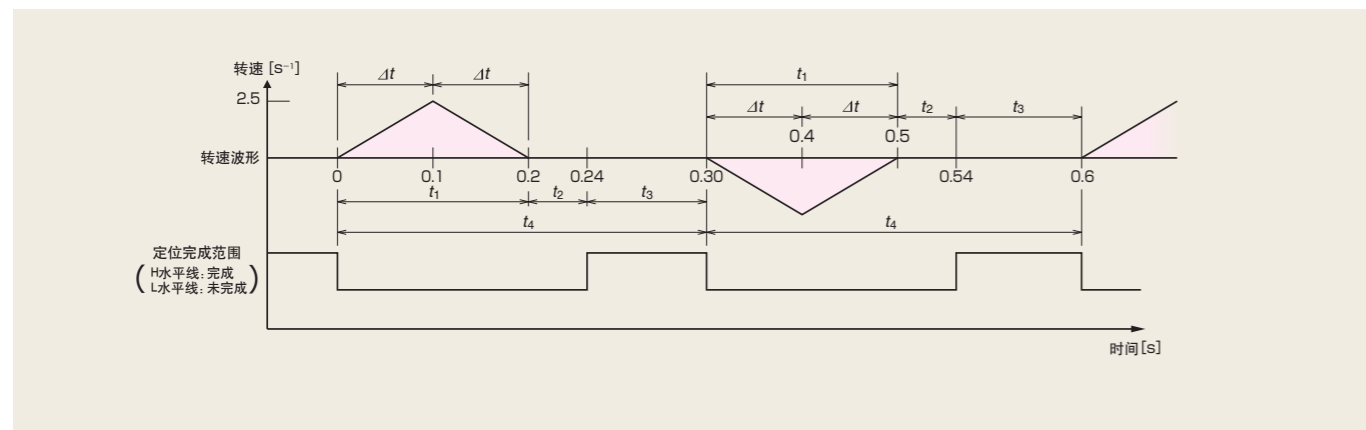 转速 [s⁻¹]
Δt Δt t₁
2.5
Δt Δt t₂ t₃
0.4 0.5
转速波形
0 0.1 0.2 0.24 0.30 0.54 0.6
t₁ t₂ t₃
t₄ t₄
定位完成范围
(H水平线:完成
L水平线:未完成)
时间[s]